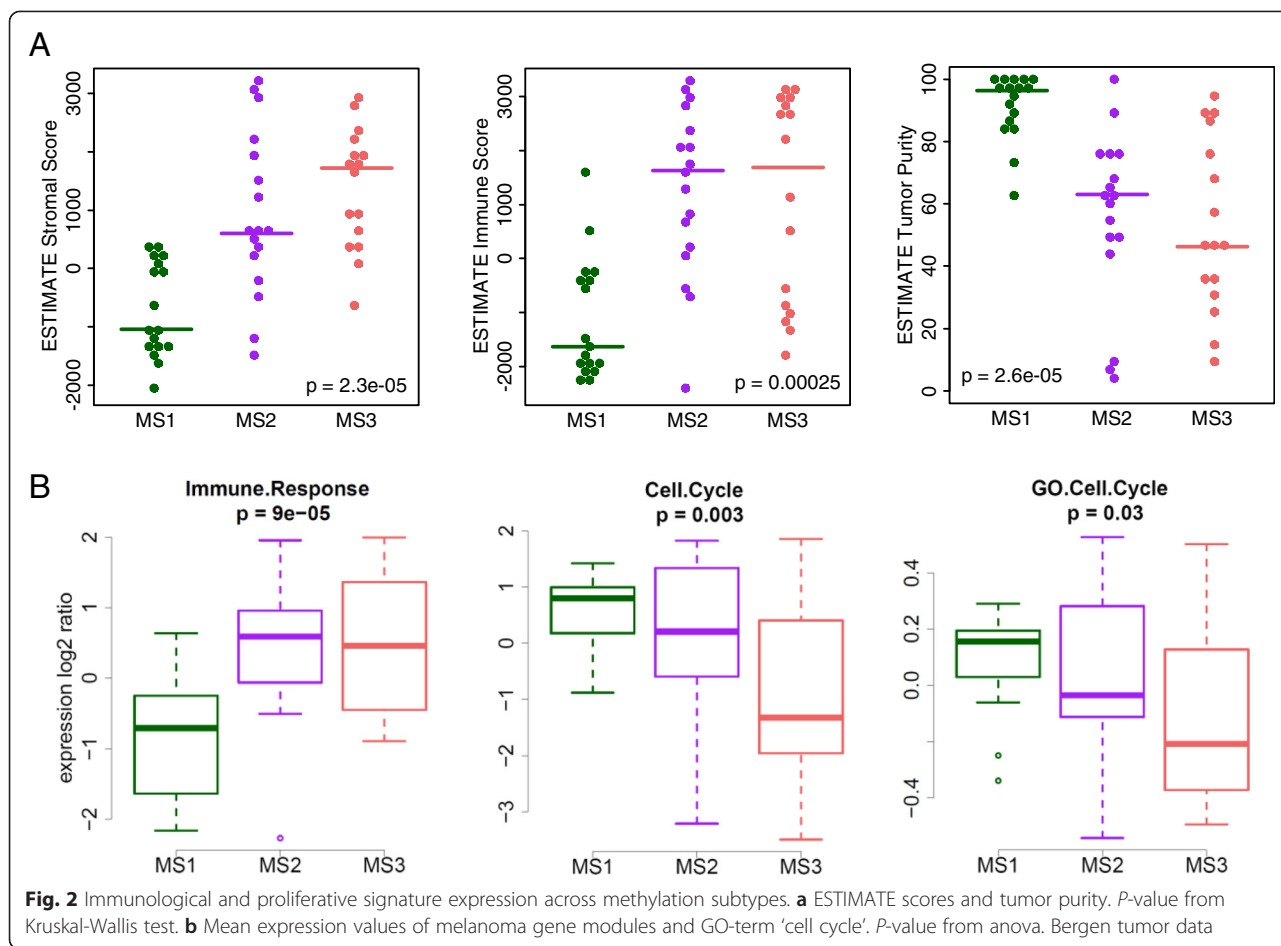 A
ESTIMATE Stromal Score
3000
1000
0
-2000
p = 2.3e-05
MS1 MS2 MS3
ESTIMATE Immune Score
3000
1000
0
-2000
p = 0.00025
MS1 MS2 MS3
ESTIMATE Tumor Purity
100
80
60
40
20
0
p = 2.6e-05
MS1 MS2 MS3
B
Immune.Response
p = 9e−05
expression log2 ratio
2
1
0
−1
−2
MS1 MS2 MS3
Cell.Cycle
p = 0.003
2
1
0
−1
−2
−3
MS1 MS2 MS3
GO.Cell.Cycle
p = 0.03
0.4
0.2
0.0
−0.4
MS1 MS2 MS3
Fig. 2 Immunological and proliferative signature expression across methylation subtypes. a ESTIMATE scores and tumor purity. P-value from
Kruskal-Wallis test. b Mean expression values of melanoma gene modules and GO-term ‘cell cycle’. P-value from anova. Bergen tumor data